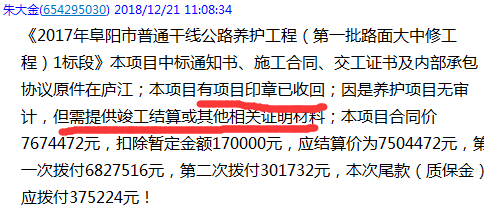 朱大金(654295030) 2018/12/21 11:08:34
《2017年阜阳市普通干线公路养护工程（第一批路面大中修工
程）1标段》本项目中标通知书、施工合同、交工证书及内部承包
协议原件在庐江；本项目有项目印章已收回；因是养护项目无审
计，但需提供竣工结算或其他相关证明材料；本项目合同价
7674472元，扣除暂定金额170000元，应结算价为7504472元，第
一次拨付6827516元，第二次拨付301732元，本次尾款（质保金）
应拨付375224元！